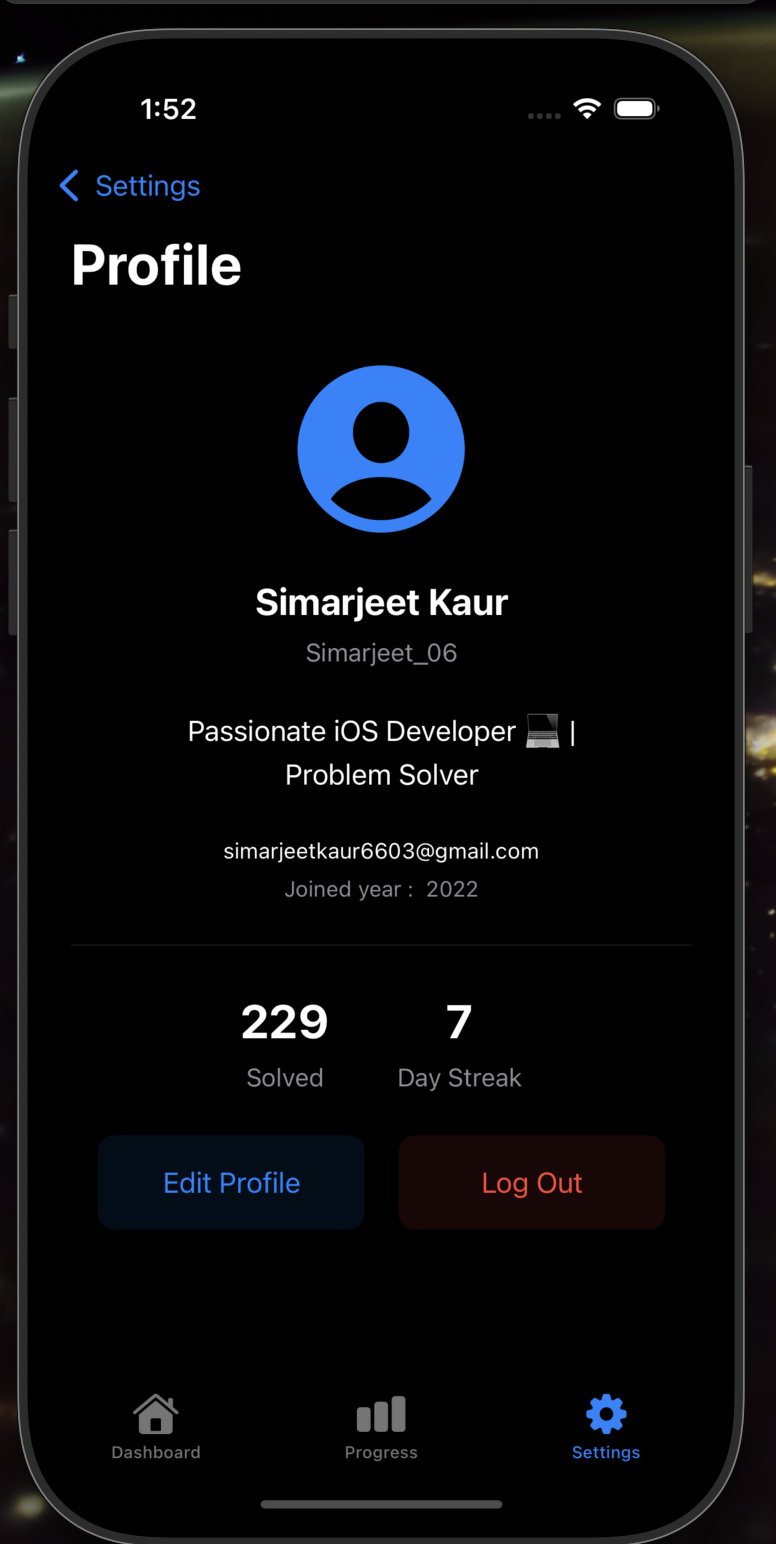 1:52
Settings
Profile
Simarjeet Kaur
Simarjeet_06
Passionate iOS Developer 💻 |
Problem Solver
simarjeetkaur6603@gmail.com
Joined year : 2022
229 7
Solved Day Streak
Edit Profile Log Out
Dashboard Progress Settings